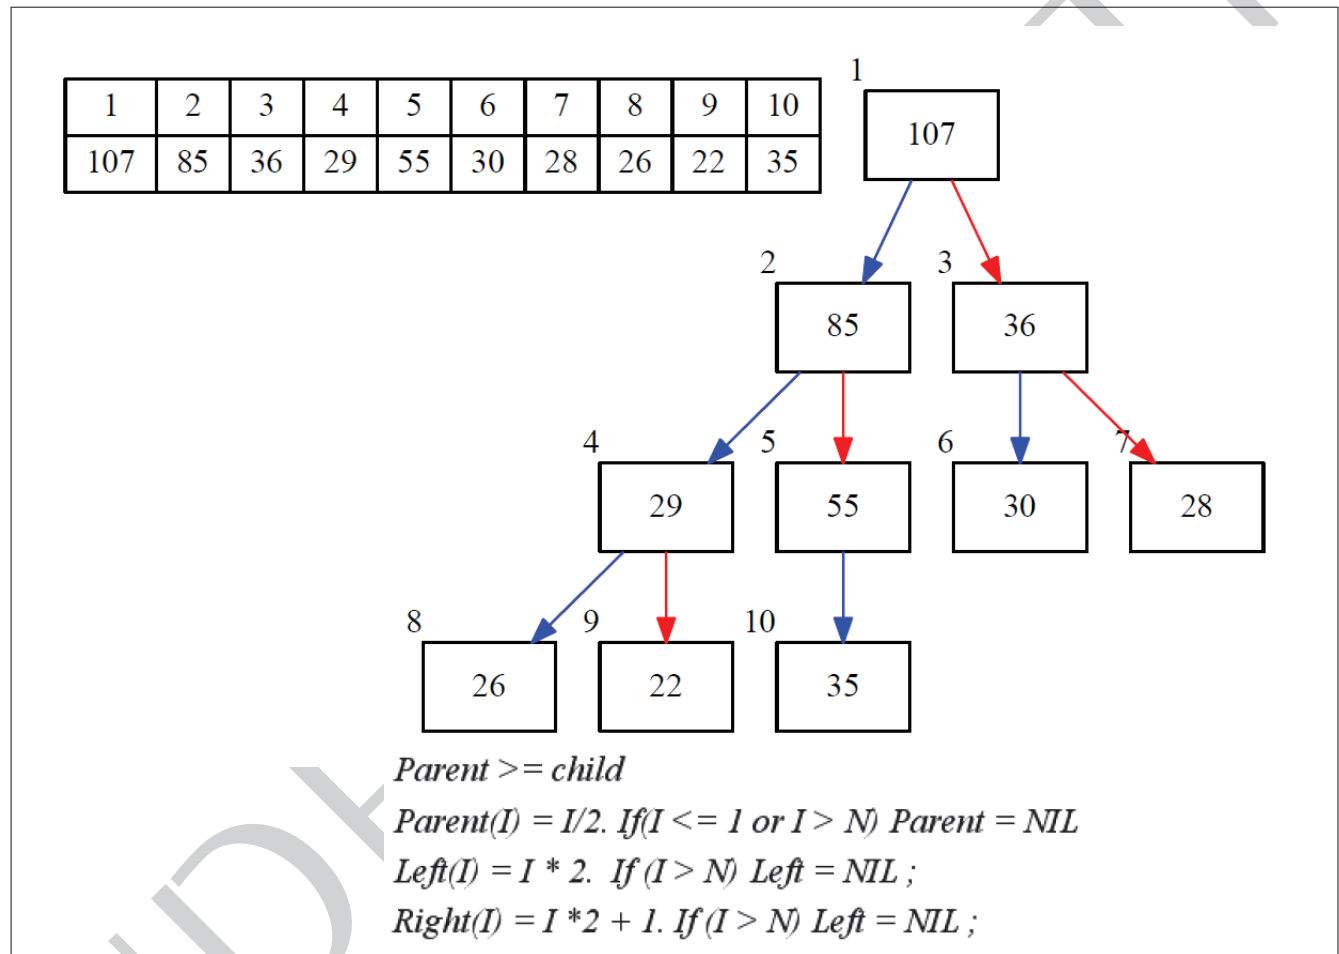 1 2 3 4 5 6 7 8 9 10
107 85 36 29 55 30 28 26 22 35
1
107
2 3
85 36
4 5 6 7
29 55 30 28
8 9 10
26 22 35
Parent >= child
Parent(I) = I/2. If(I <= 1 or I > N) Parent = NIL
Left(I) = I * 2. If (I > N) Left = NIL ;
Right(I) = I *2 + 1. If (I > N) Left = NIL ;